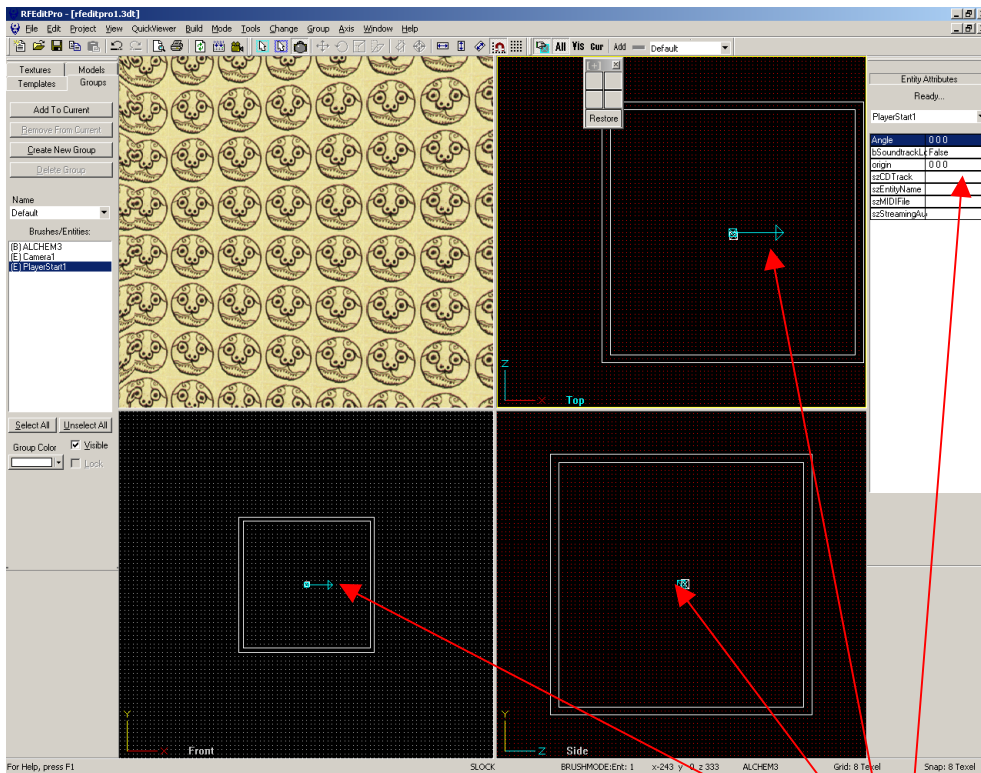 RFEditPro - [rfeditpro1.3dt]
File Edit Project View QuickViewer Build Mode Tools Change Group Axis Window Help
All Vis Gur Add Default
Textures Models
Templates Groups
Add To Current
Remove From Current
Create New Group
Delete Group
Name
Default
Brushes/Entities:
(B) ALCHEM3
(E) Camera1
(E) PlayerStart1
Select All Unselect All
Group Color Visible
Lock
[+]
Restore
Z
X
Top
Y
X
Front
Y
Z
Side
Entity Attributes
Ready...
PlayerStart1
Angle 0 0 0
bSoundtrackLo False
origin 0 0 0
szCDTrack
szEntityName
szMIDIFile
szStreamingAu
For Help, press F1 SLOCK BRUSHMODE:Ent: 1 x-243 y 0 z 333 ALCHEM3 Grid: 8 Texel Snap: 8 Texel